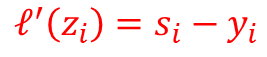 ℓ′(zᵢ) = sᵢ − yᵢ